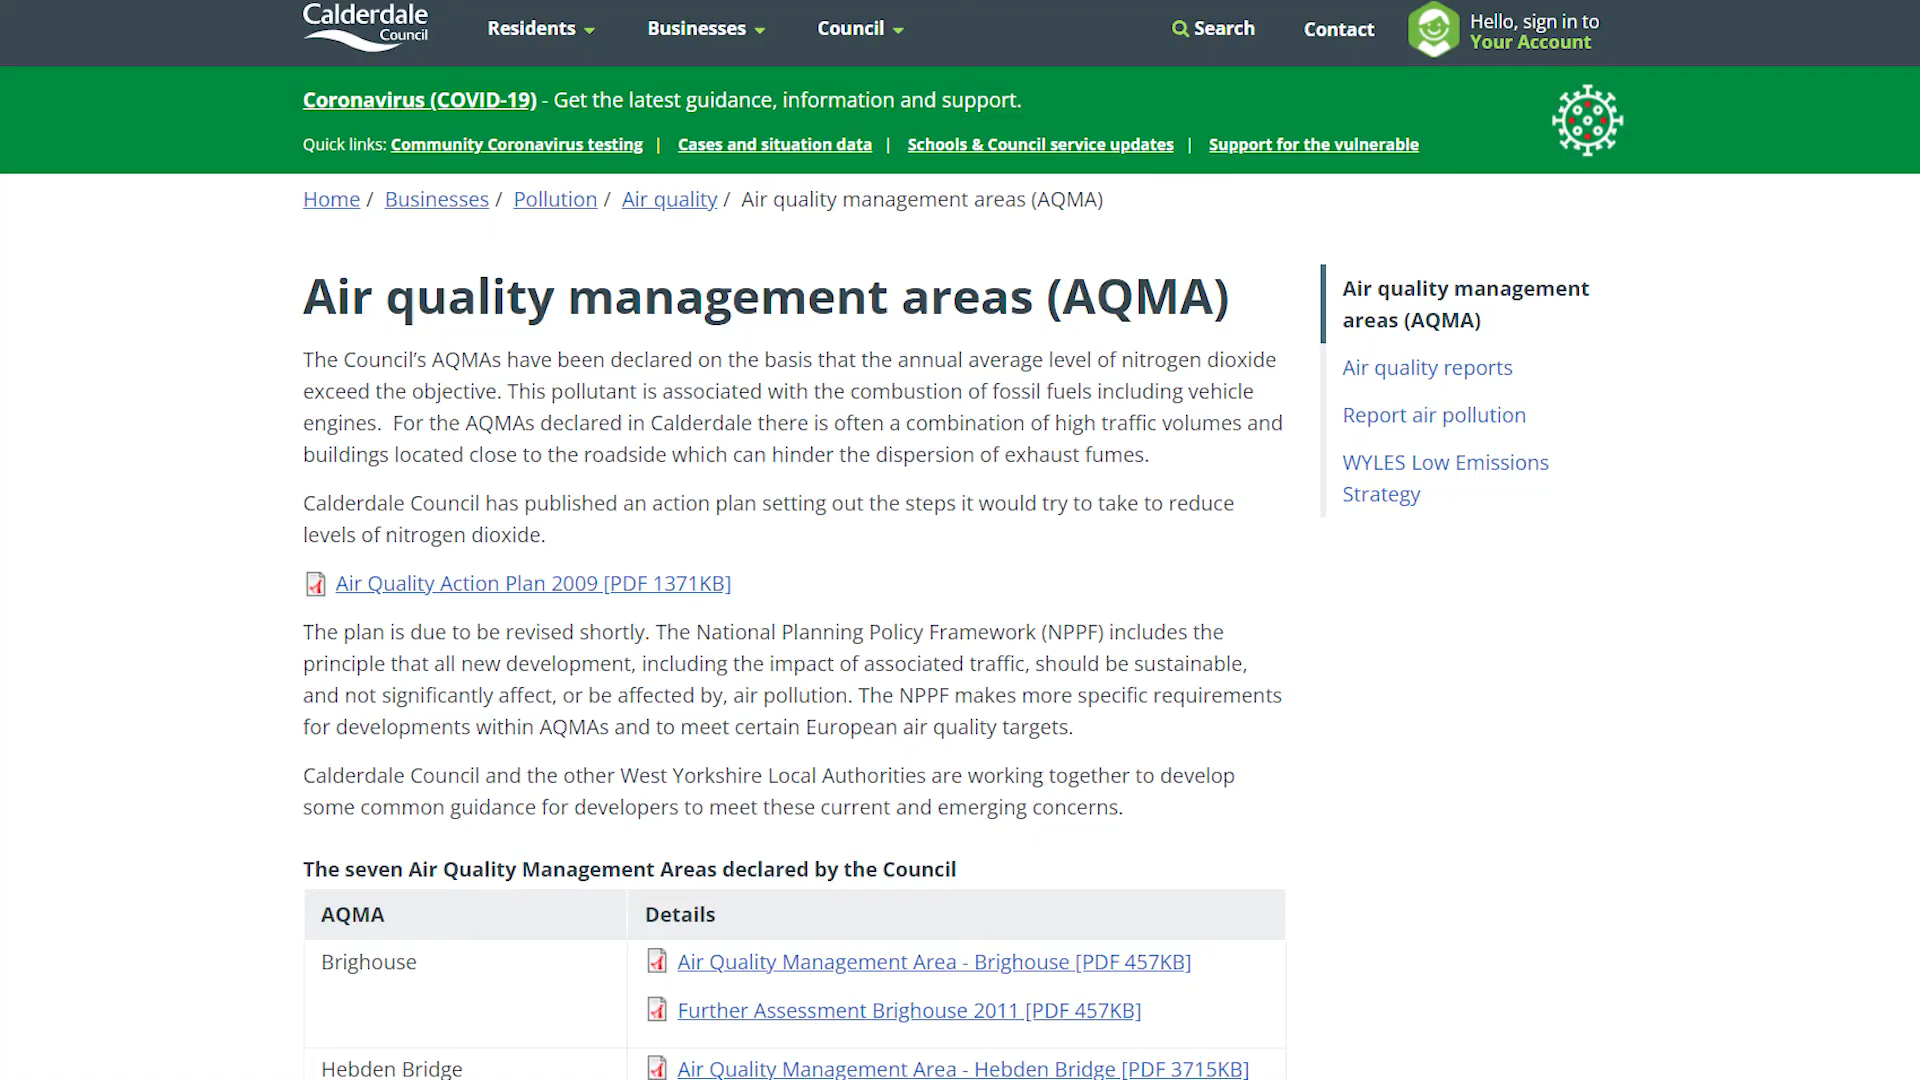 Calderdale
Council
Residents
Businesses
Council
Search
Contact
Hello, sign in to
Your Account
Coronavirus (COVID-19) - Get the latest guidance, information and support.
Quick links: Community Coronavirus testing | Cases and situation data | Schools & Council service updates | Support for the vulnerable
Home / Businesses / Pollution / Air quality / Air quality management areas (AQMA)
Air quality management areas (AQMA)
The Council’s AQMAs have been declared on the basis that the annual average level of nitrogen dioxide
exceed the objective. This pollutant is associated with the combustion of fossil fuels including vehicle
engines. For the AQMAs declared in Calderdale there is often a combination of high traffic volumes and
buildings located close to the roadside which can hinder the dispersion of exhaust fumes.
Calderdale Council has published an action plan setting out the steps it would try to take to reduce
levels of nitrogen dioxide.
Air Quality Action Plan 2009 [PDF 1371KB]
The plan is due to be revised shortly. The National Planning Policy Framework (NPPF) includes the
principle that all new development, including the impact of associated traffic, should be sustainable,
and not significantly affect, or be affected by, air pollution. The NPPF makes more specific requirements
for developments within AQMAs and to meet certain European air quality targets.
Calderdale Council and the other West Yorkshire Local Authorities are working together to develop
some common guidance for developers to meet these current and emerging concerns.
The seven Air Quality Management Areas declared by the Council
AQMA
Details
Brighouse
Air Quality Management Area - Brighouse [PDF 457KB]
Further Assessment Brighouse 2011 [PDF 457KB]
Hebden Bridge
Air Quality Management Area - Hebden Bridge [PDF 3715KB]
Air quality management
areas (AQMA)
Air quality reports
Report air pollution
WYLES Low Emissions
Strategy